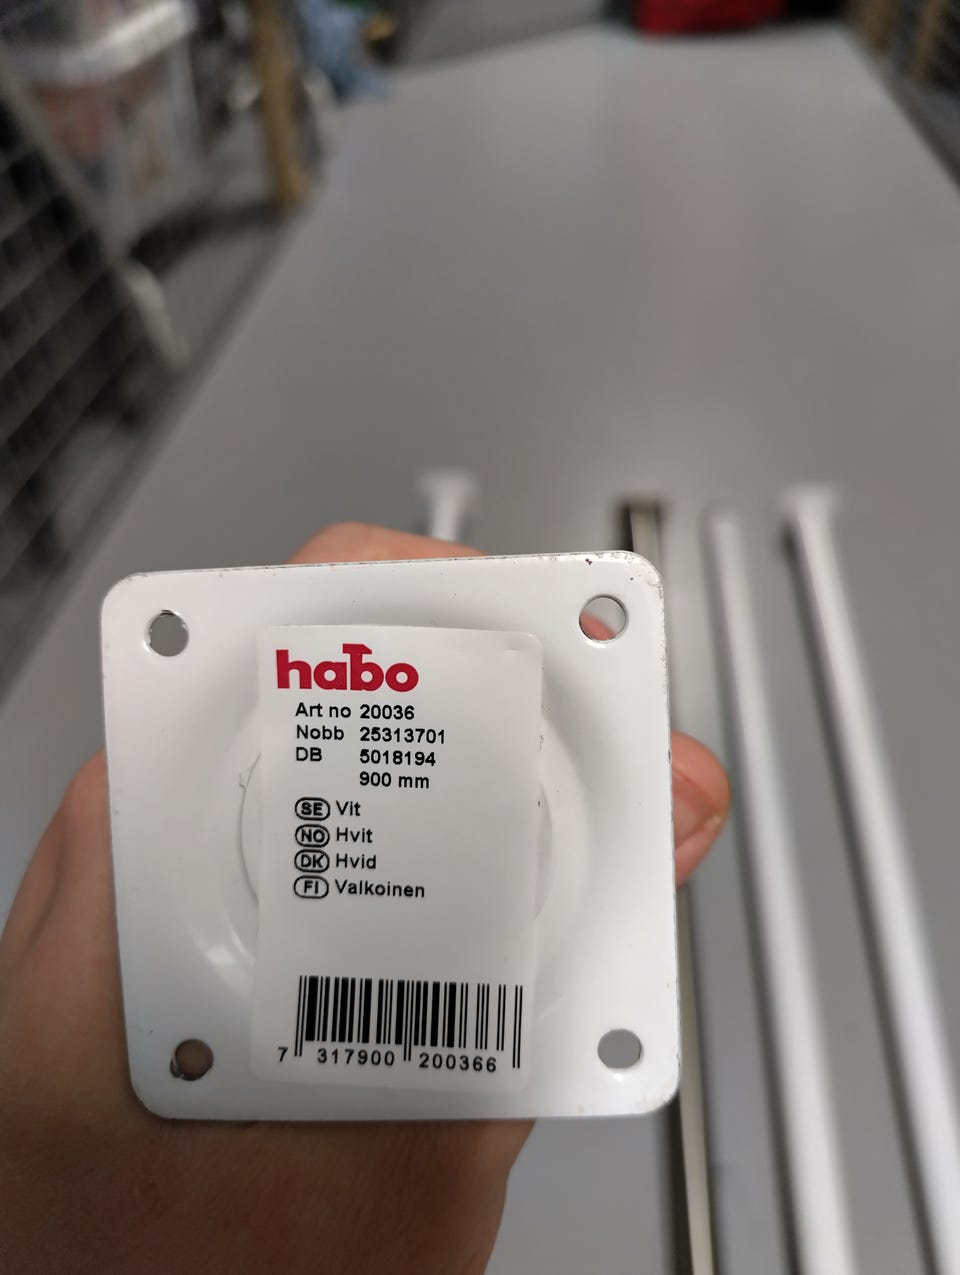 habo
Art no 20036
Nobb 25313701
DB 5018194
900 mm
SE Vit
NO Hvit
DK Hvid
FI Valkoinen
7 317900 200366